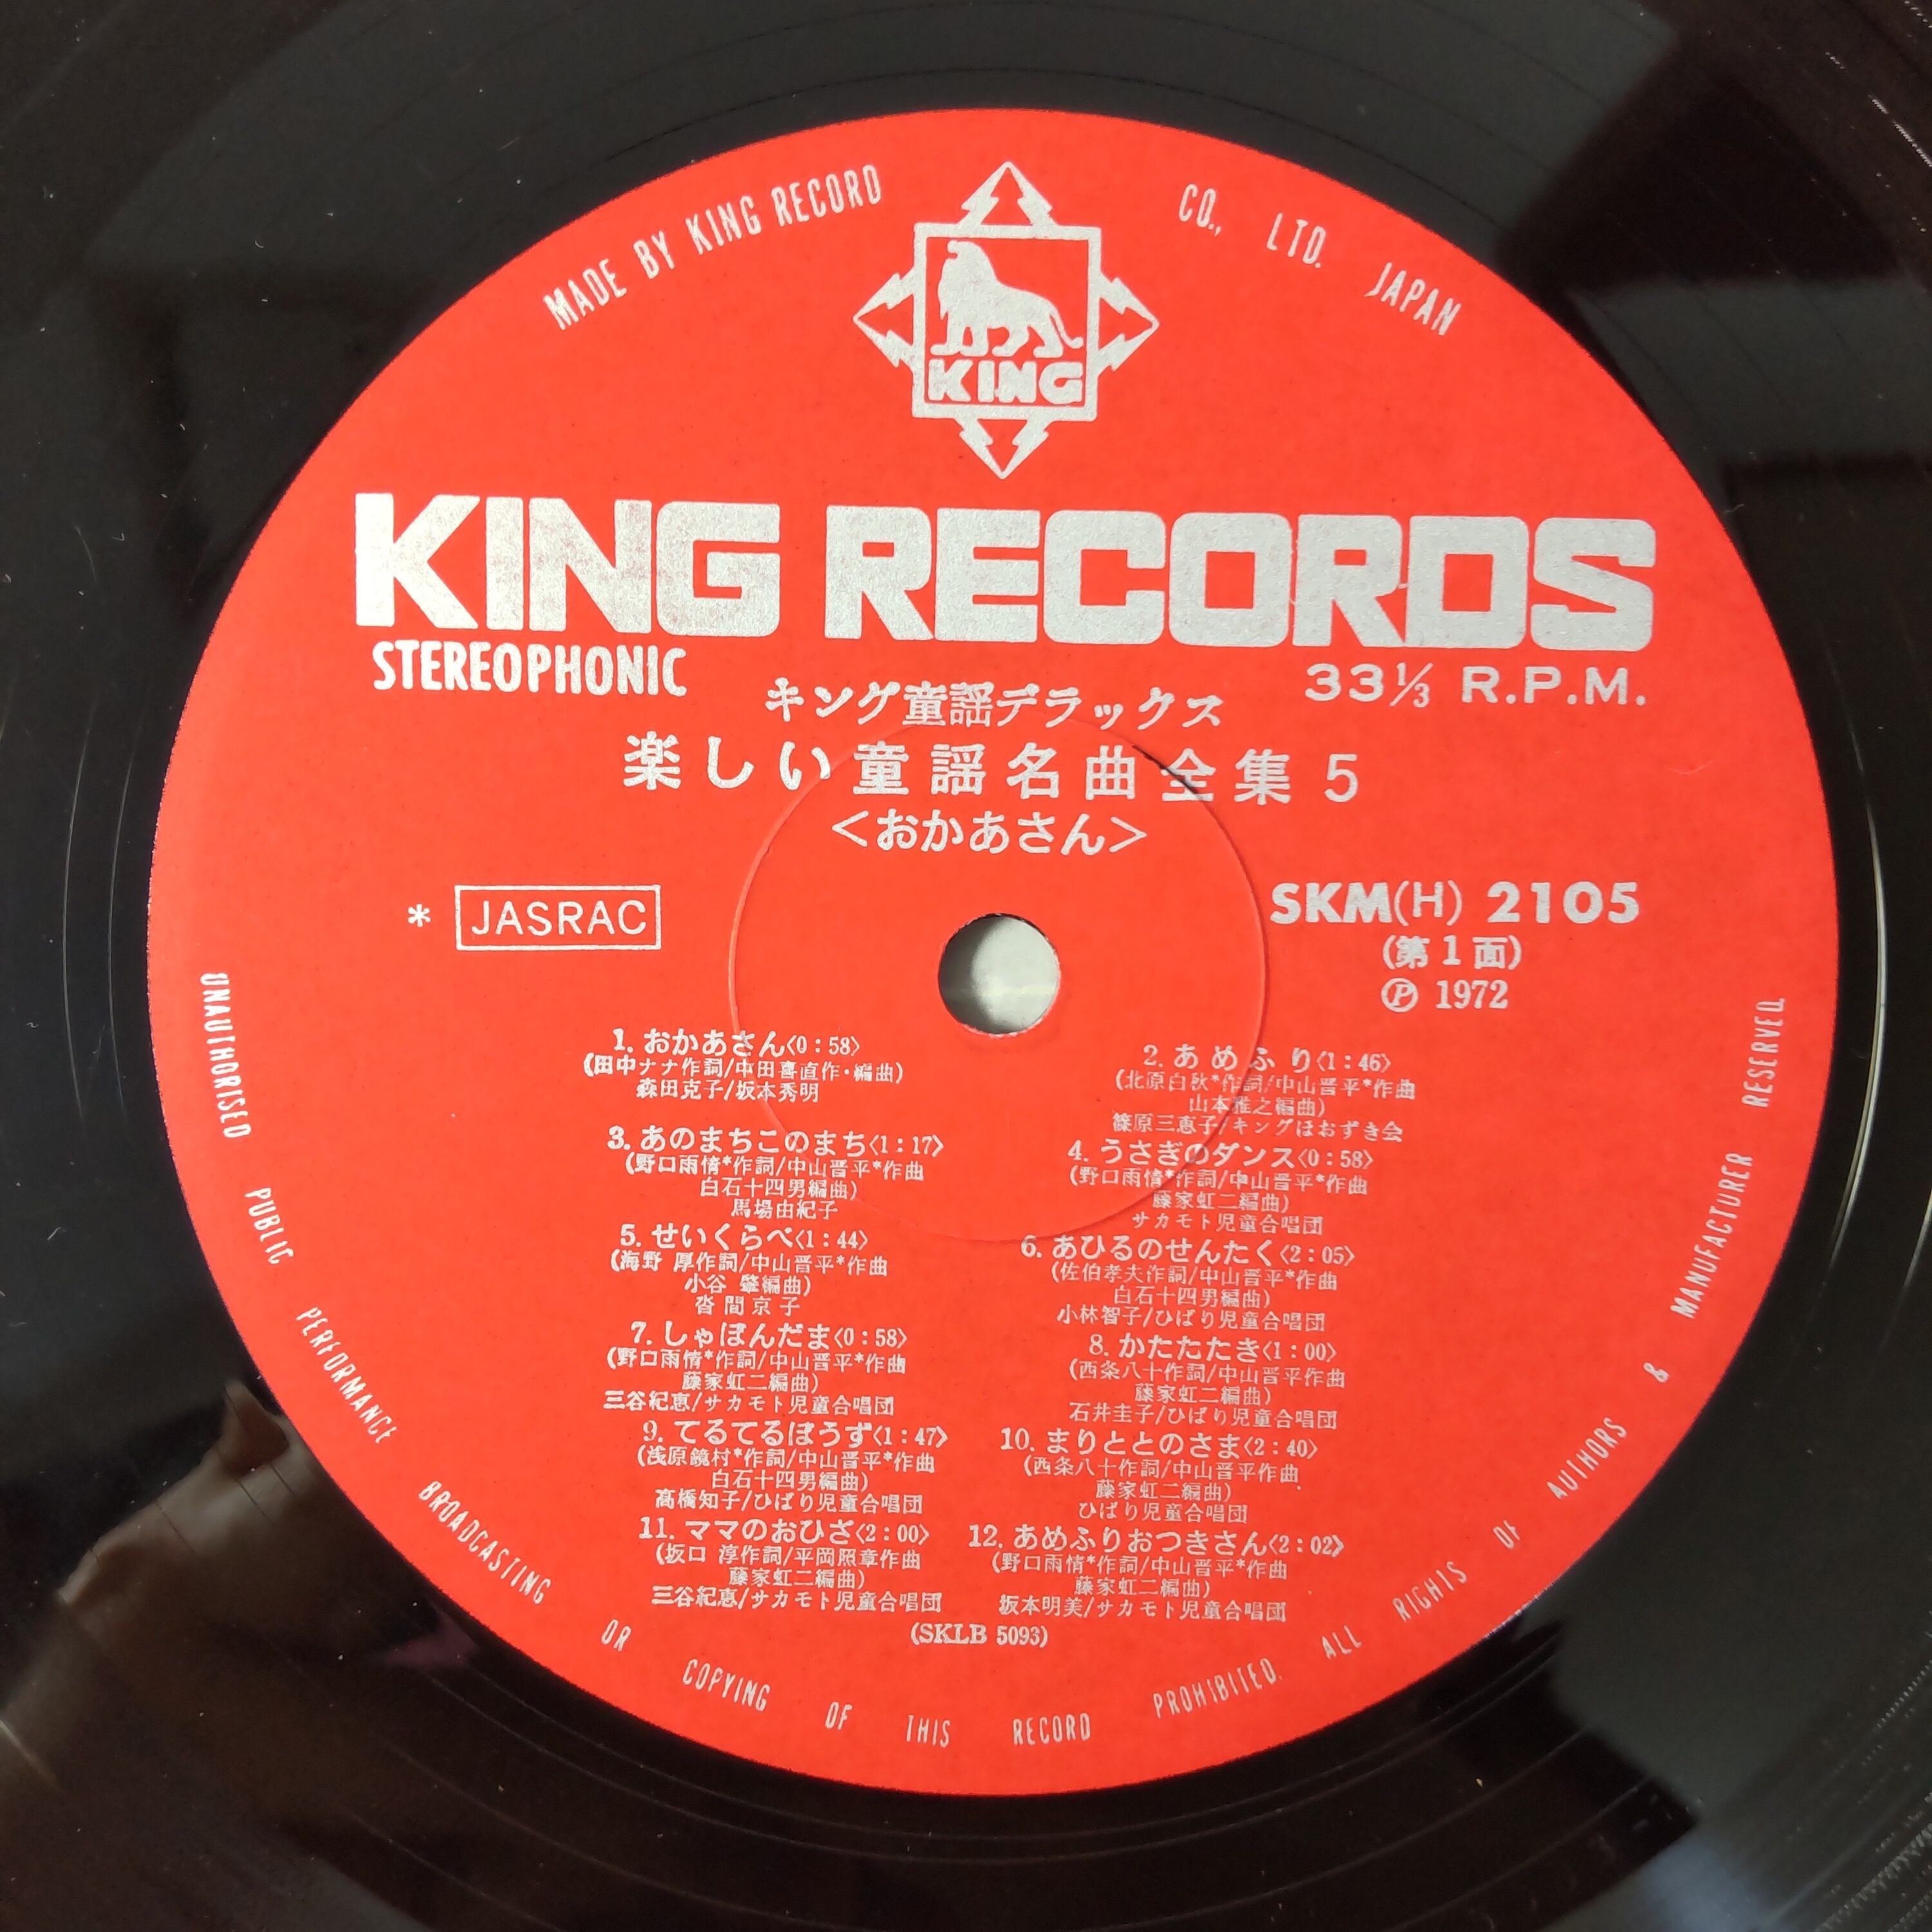 MADE BY KING RECORD CO., LTD. JAPAN
KING
KING RECORDS
STEREOPHONIC
33⅓ R.P.M.
キング童謡デラックス
楽しい童謡名曲全集 5
<おかあさん>
* JASRAC
SKM(H) 2105
(第1面)
Ⓟ 1972
1. おかあさん<0:58>
(田中ナナ作詞/中田喜直作・編曲)
森田克子/坂本秀明
2. あめふり<1:46>
(北原白秋*作詞/中山晋平*作曲
山本雅之編曲)
篠原三恵子/キングほおずき会
3. あのまちこのまち<1:17>
(野口雨情*作詞/中山晋平*作曲
白石十四男編曲)
馬場由紀子
4. うさぎのダンス<0:58>
(野口雨情*作詞/中山晋平*作曲
藤家虹二編曲)
サカモト児童合唱団
5. せいくらべ<1:44>
(海野 厚作詞/中山晋平*作曲
小谷 肇編曲)
沓間京子
6. あひるのせんたく<2:05>
(佐伯孝夫作詞/中山晋平*作曲
白石十四男編曲)
小林智子/ひばり児童合唱団
7. しゃぼんだま<0:58>
(野口雨情*作詞/中山晋平*作曲
藤家虹二編曲)
三谷紀恵/サカモト児童合唱団
8. かたたたき<1:00>
(西条八十作詞/中山晋平作曲
藤家虹二編曲)
石井圭子/ひばり児童合唱団
9. てるてるぼうず<1:47>
(浅原鏡村*作詞/中山晋平*作曲
白石十四男編曲)
高橋知子/ひばり児童合唱団
10. まりととのさま<2:40>
(西条八十作詞/中山晋平作曲
藤家虹二編曲)
ひばり児童合唱団
11. ママのおひざ<2:00>
(坂口 淳作詞/平岡照章作曲
藤家虹二編曲)
三谷紀恵/サカモト児童合唱団
12. あめふりおつきさん<2:02>
(野口雨情*作詞/中山晋平*作曲
藤家虹二編曲)
坂本明美/サカモト児童合唱団
(SKLB 5093)
UNAUTHORISED PUBLIC PERFORMANCE BROADCASTING OR COPYING OF THIS RECORD PROHIBITED. ALL RIGHTS OF AUTHORS & MANUFACTURER RESERVED